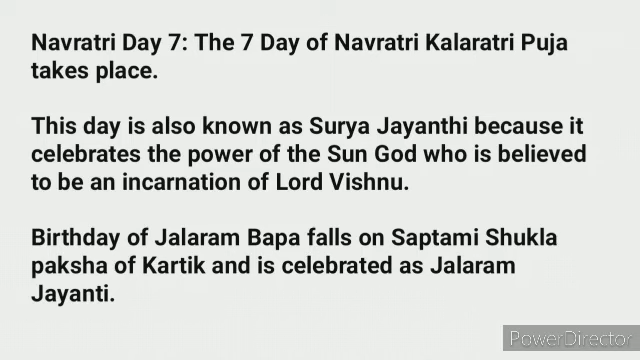 Navratri Day 7: The 7 Day of Navratri Kalaratri Puja
takes place.
This day is also known as Surya Jayanthi because it
celebrates the power of the Sun God who is believed
to be an incarnation of Lord Vishnu.
Birthday of Jalaram Bapa falls on Saptami Shukla
paksha of Kartik and is celebrated as Jalaram
Jayanti.
PowerDirector